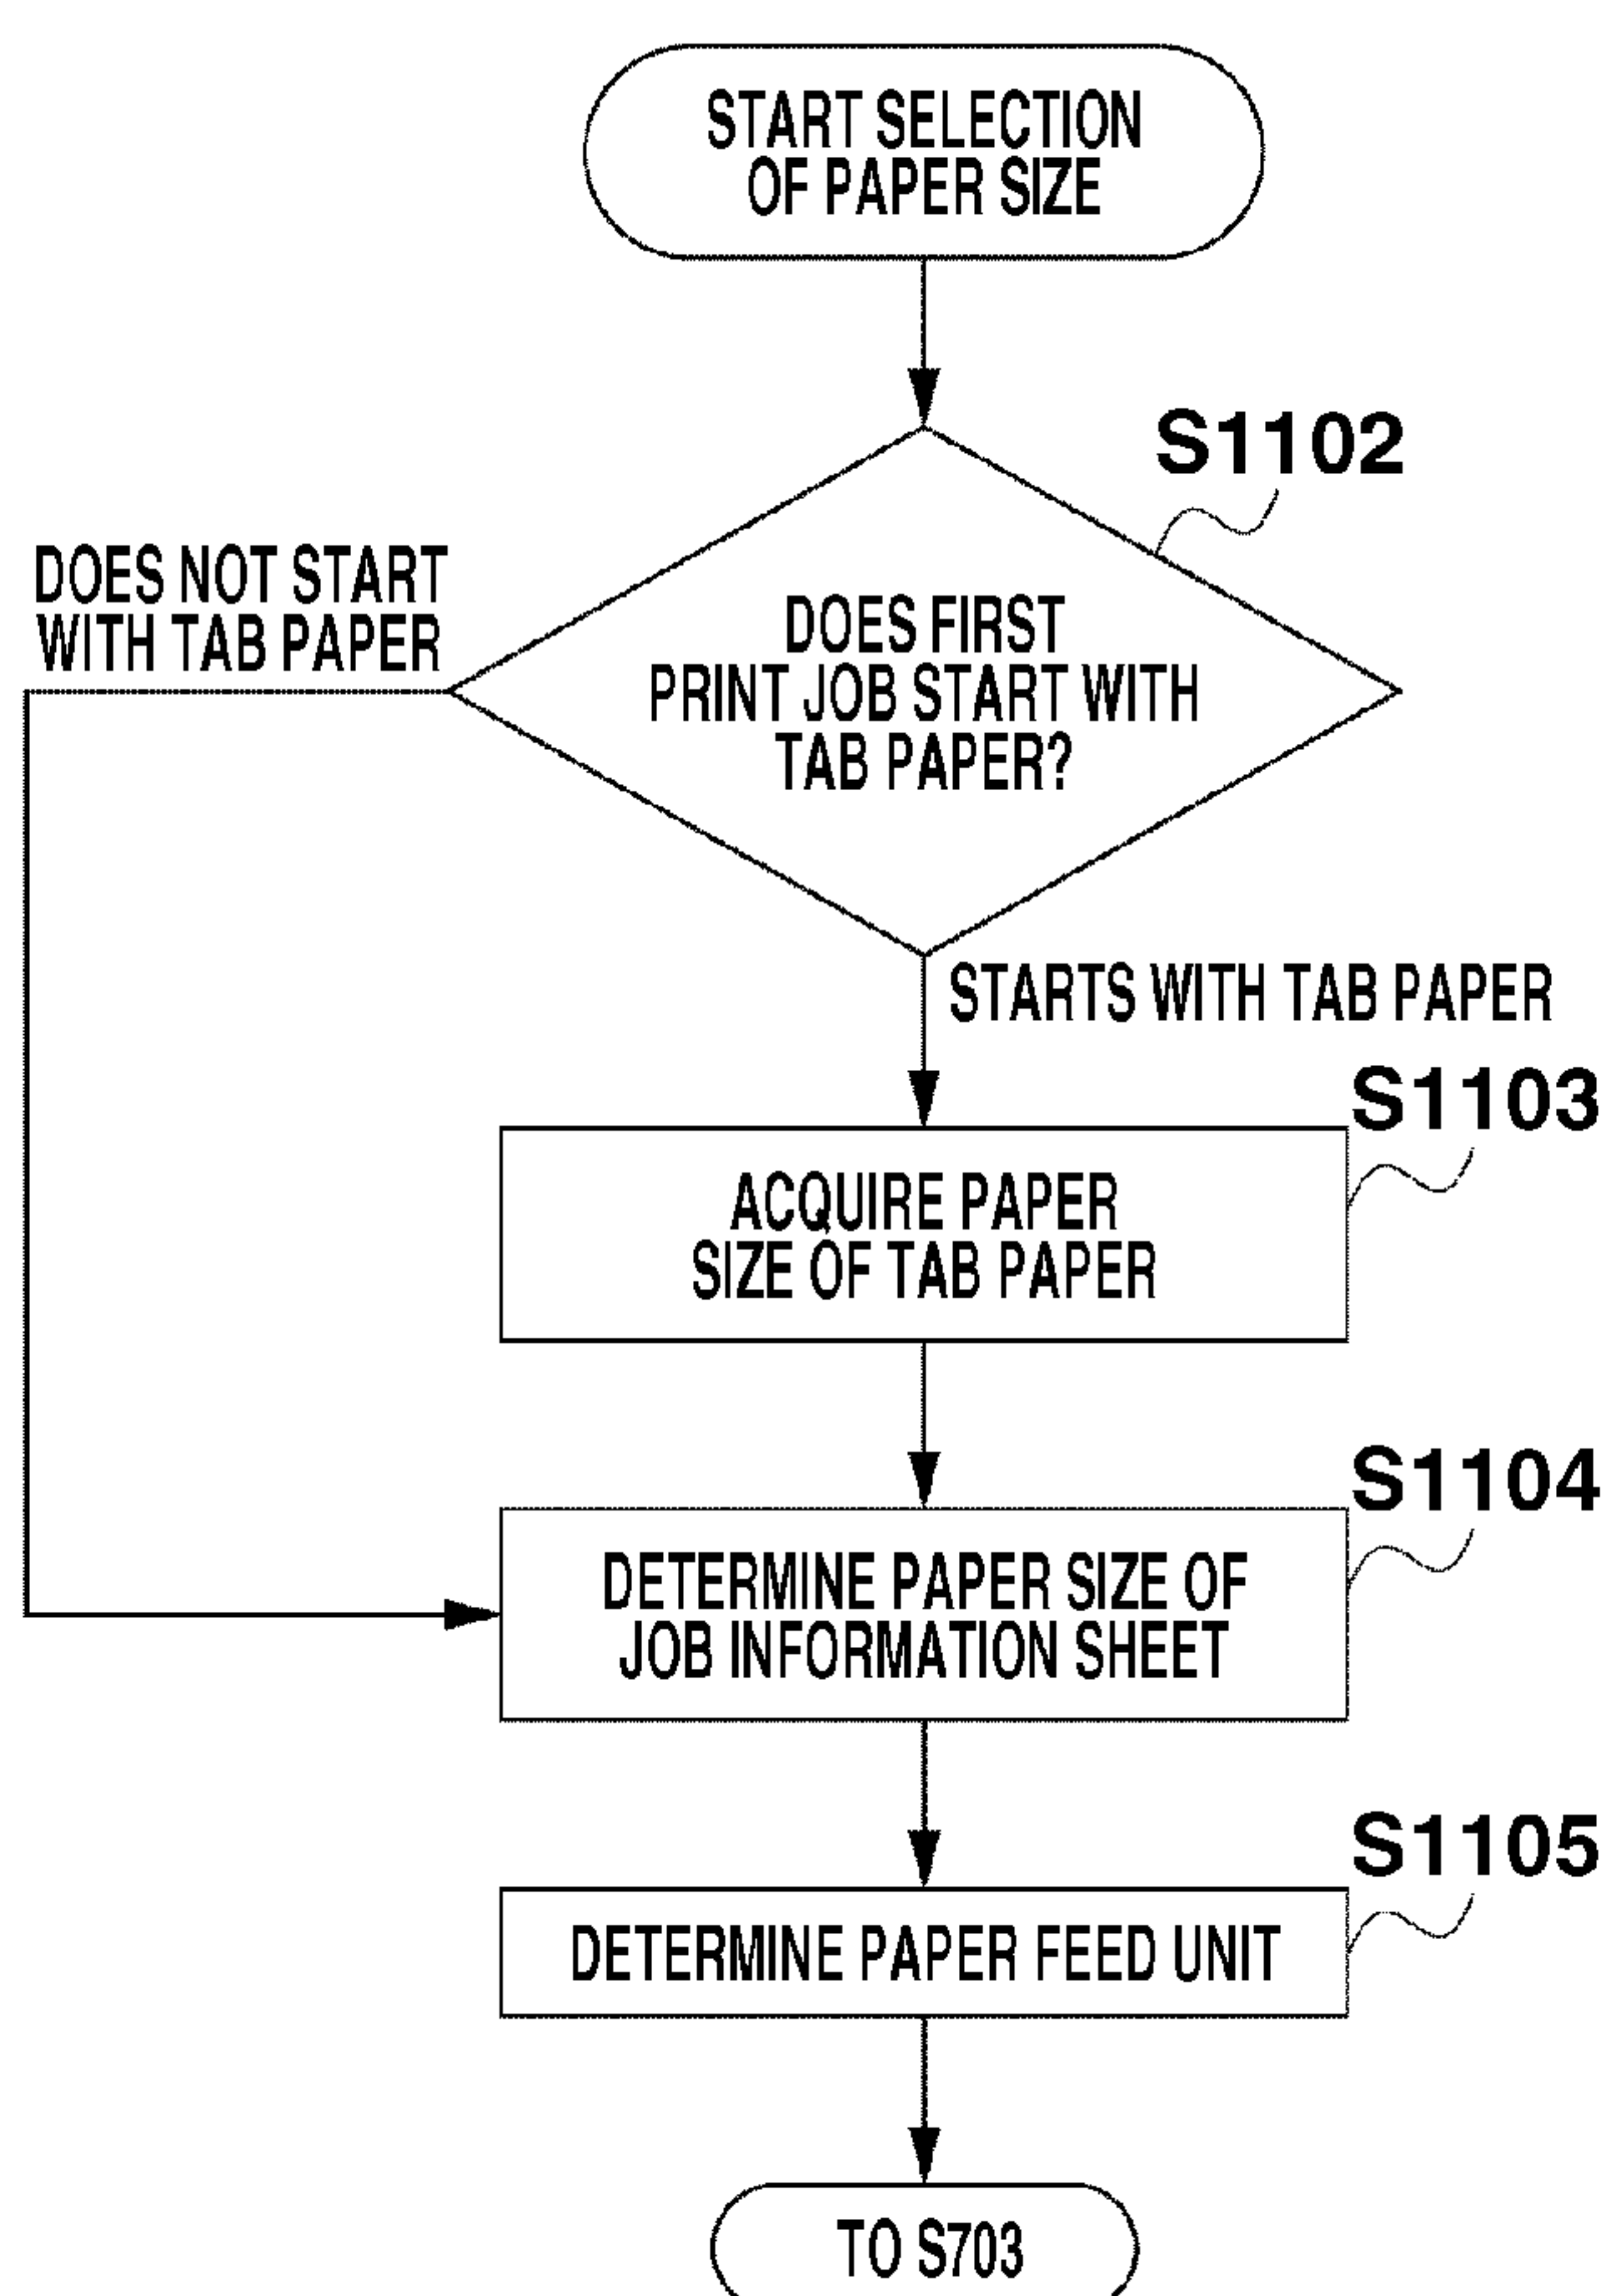 START SELECTION
OF PAPER SIZE
S1102
DOES NOT START
WITH TAB PAPER
DOES FIRST
PRINT JOB START WITH
TAB PAPER?
STARTS WITH TAB PAPER
S1103
ACQUIRE PAPER
SIZE OF TAB PAPER
S1104
DETERMINE PAPER SIZE OF
JOB INFORMATION SHEET
S1105
DETERMINE PAPER FEED UNIT
TO S703